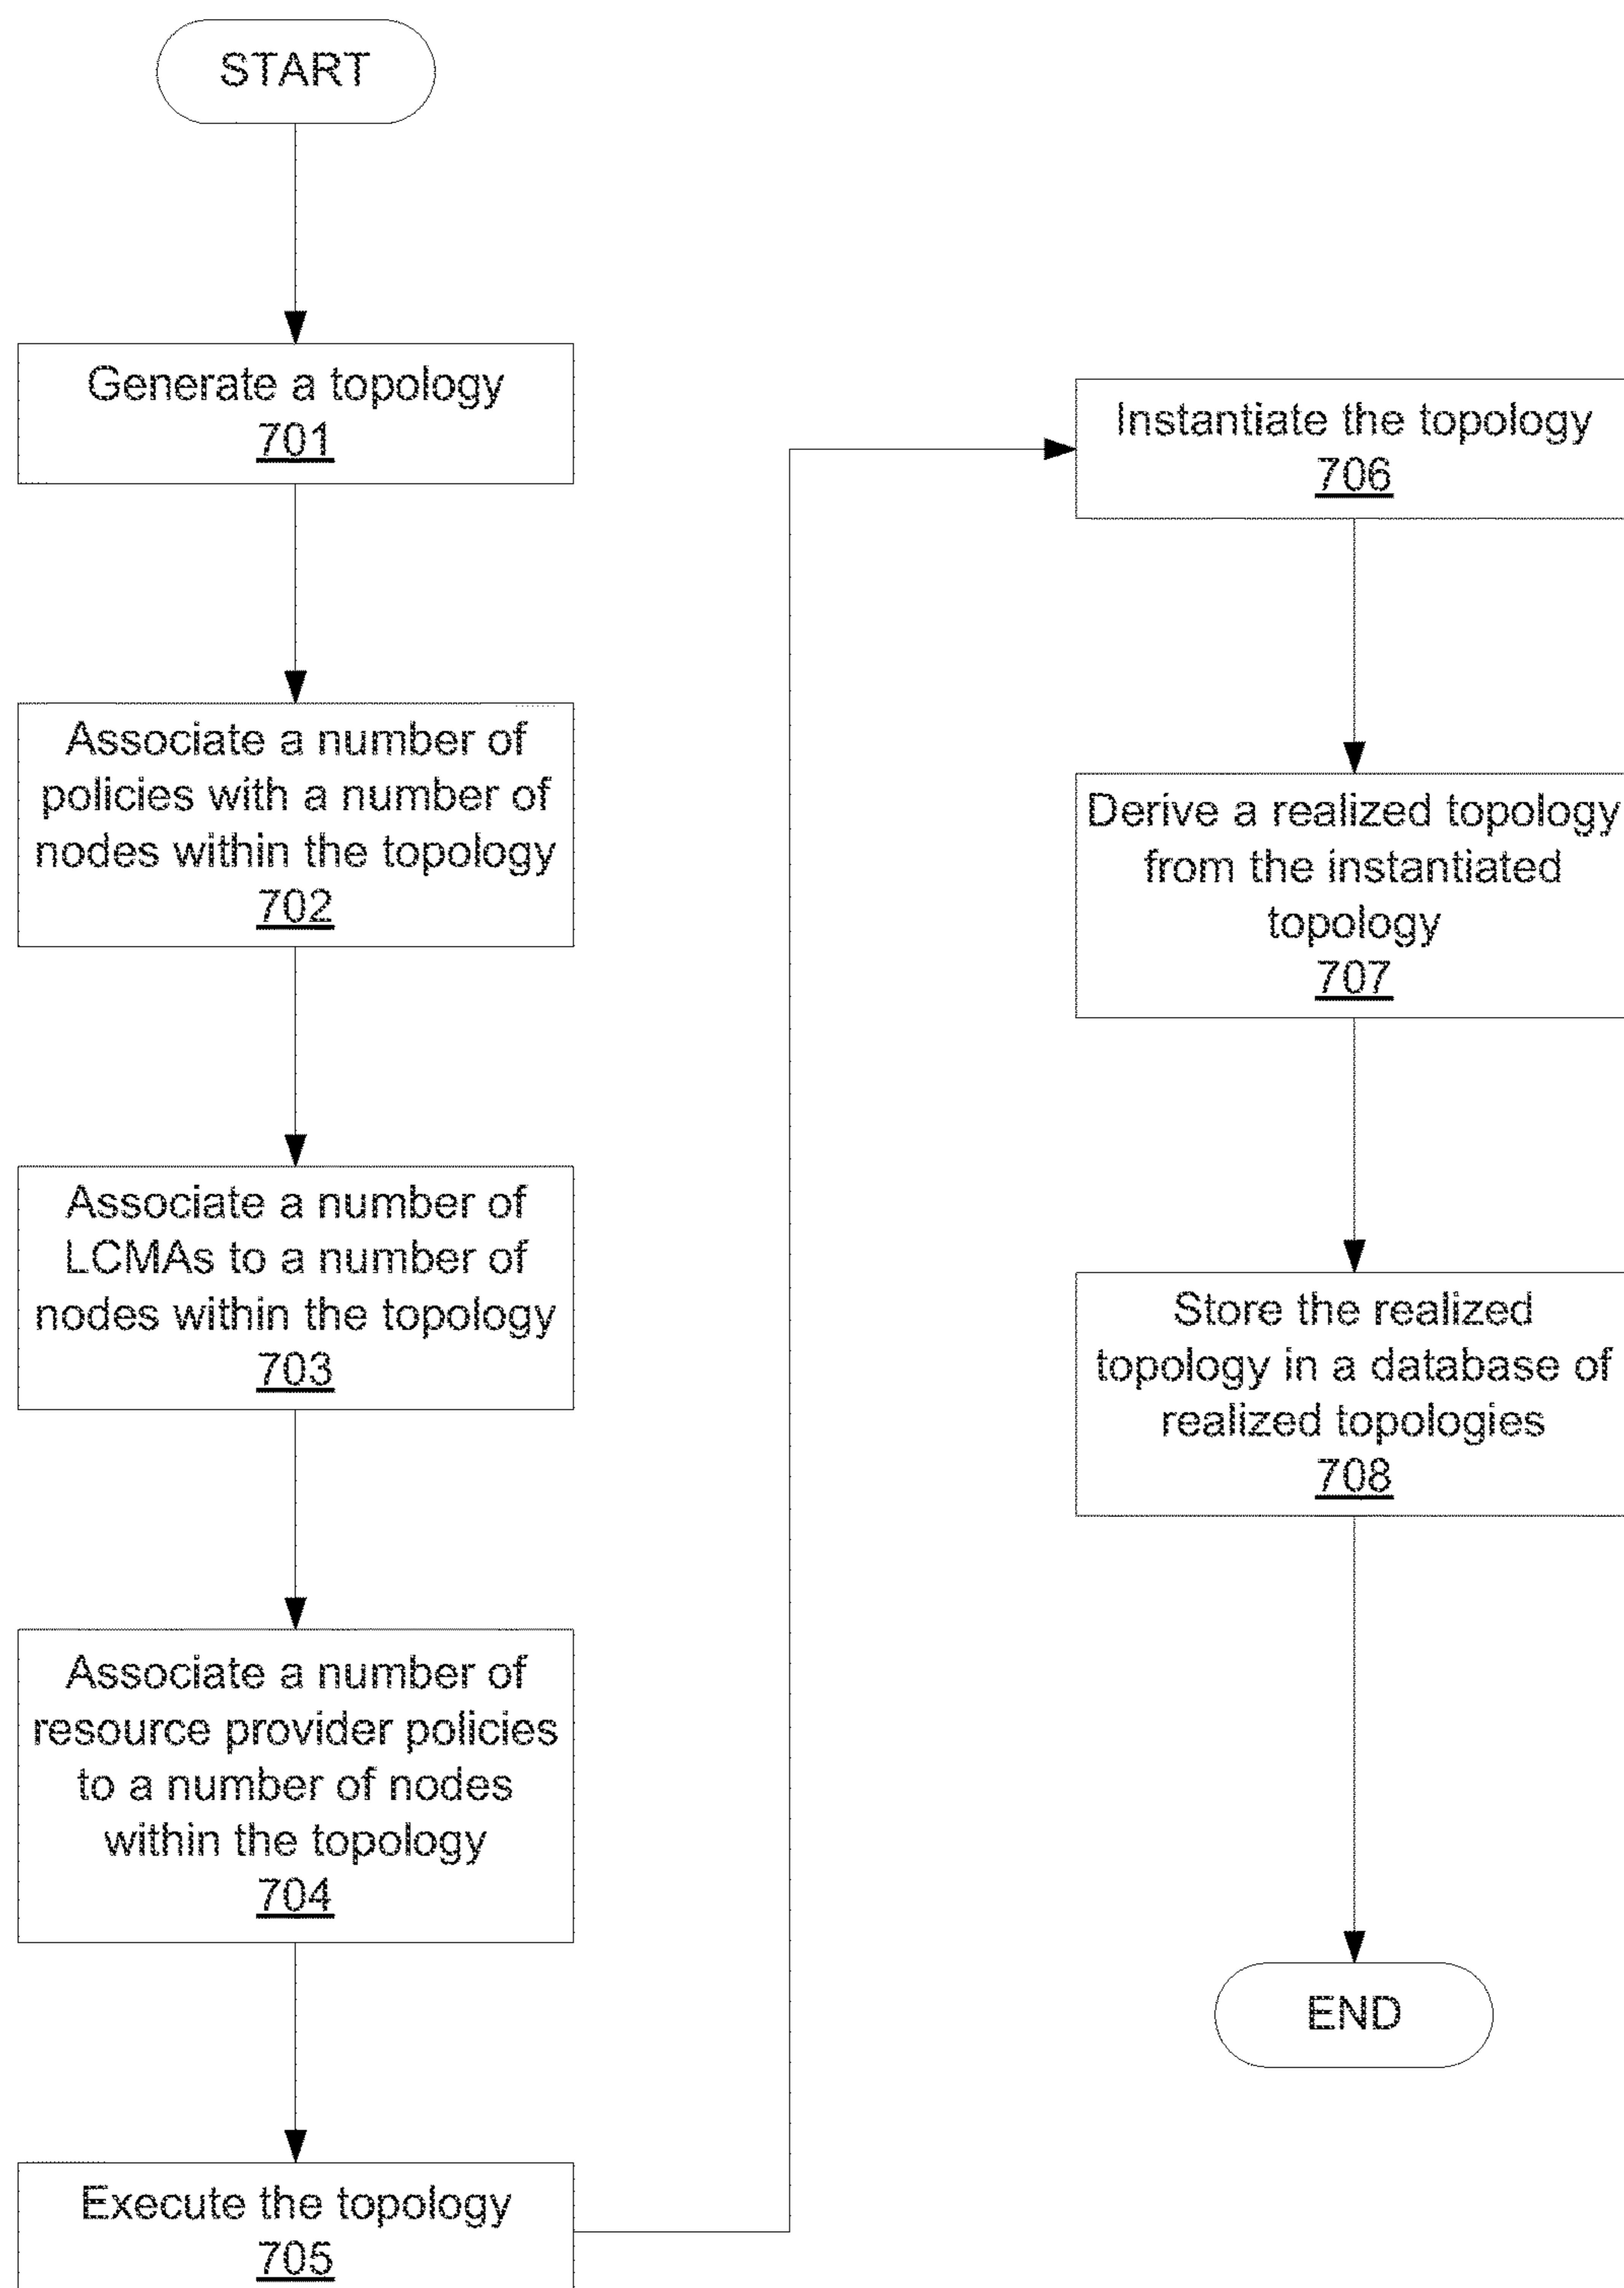 START
Generate a topology
701
Associate a number of
policies with a number of
nodes within the topology
702
Associate a number of
LCMAs to a number of
nodes within the topology
703
Associate a number of
resource provider policies
to a number of nodes
within the topology
704
Execute the topology
705
Instantiate the topology
706
Derive a realized topology
from the instantiated
topology
707
Store the realized
topology in a database of
realized topologies
708
END